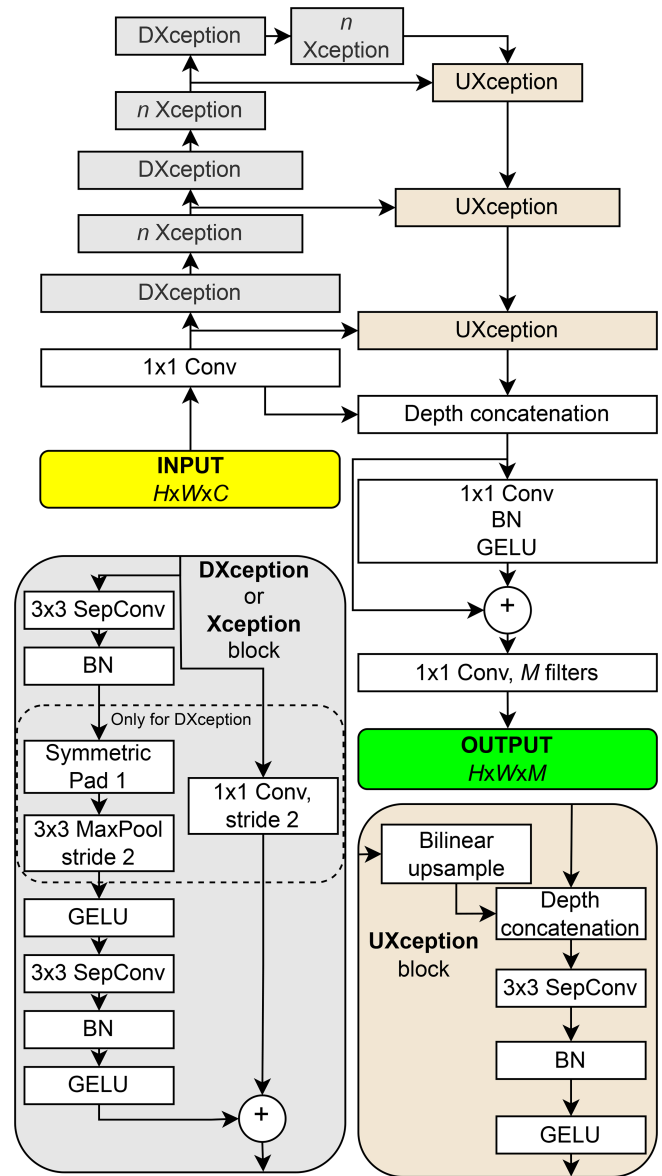 DXception
n
Xception
UXception
n Xception
DXception
UXception
n Xception
DXception
UXception
1x1 Conv
Depth concatenation
INPUT
HxWxC
1x1 Conv
BN
GELU
+
1x1 Conv, M filters
OUTPUT
HxWxM
DXception
or
Xception
block
3x3 SepConv
BN
Only for DXception
Symmetric
Pad 1
3x3 MaxPool
stride 2
1x1 Conv,
stride 2
GELU
3x3 SepConv
BN
GELU
+
Bilinear
upsample
Depth
concatenation
UXception
block
3x3 SepConv
BN
GELU